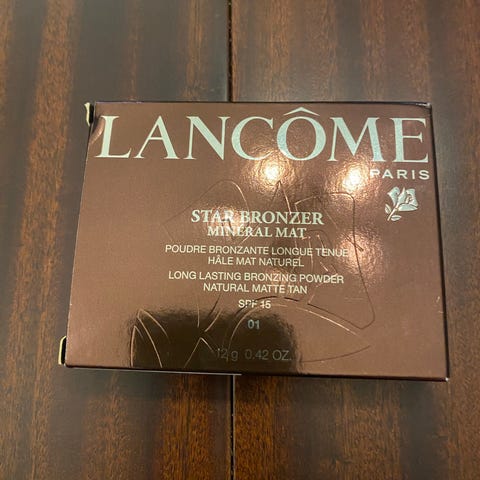 LANCÔME
PARIS
STAR BRONZER
MINERAL MAT
POUDRE BRONZANTE LONGUE TENUE
HÂLE MAT NATUREL
LONG LASTING BRONZING POWDER
NATURAL MATTE TAN
SPF 15
01
12 g 0.42 OZ.